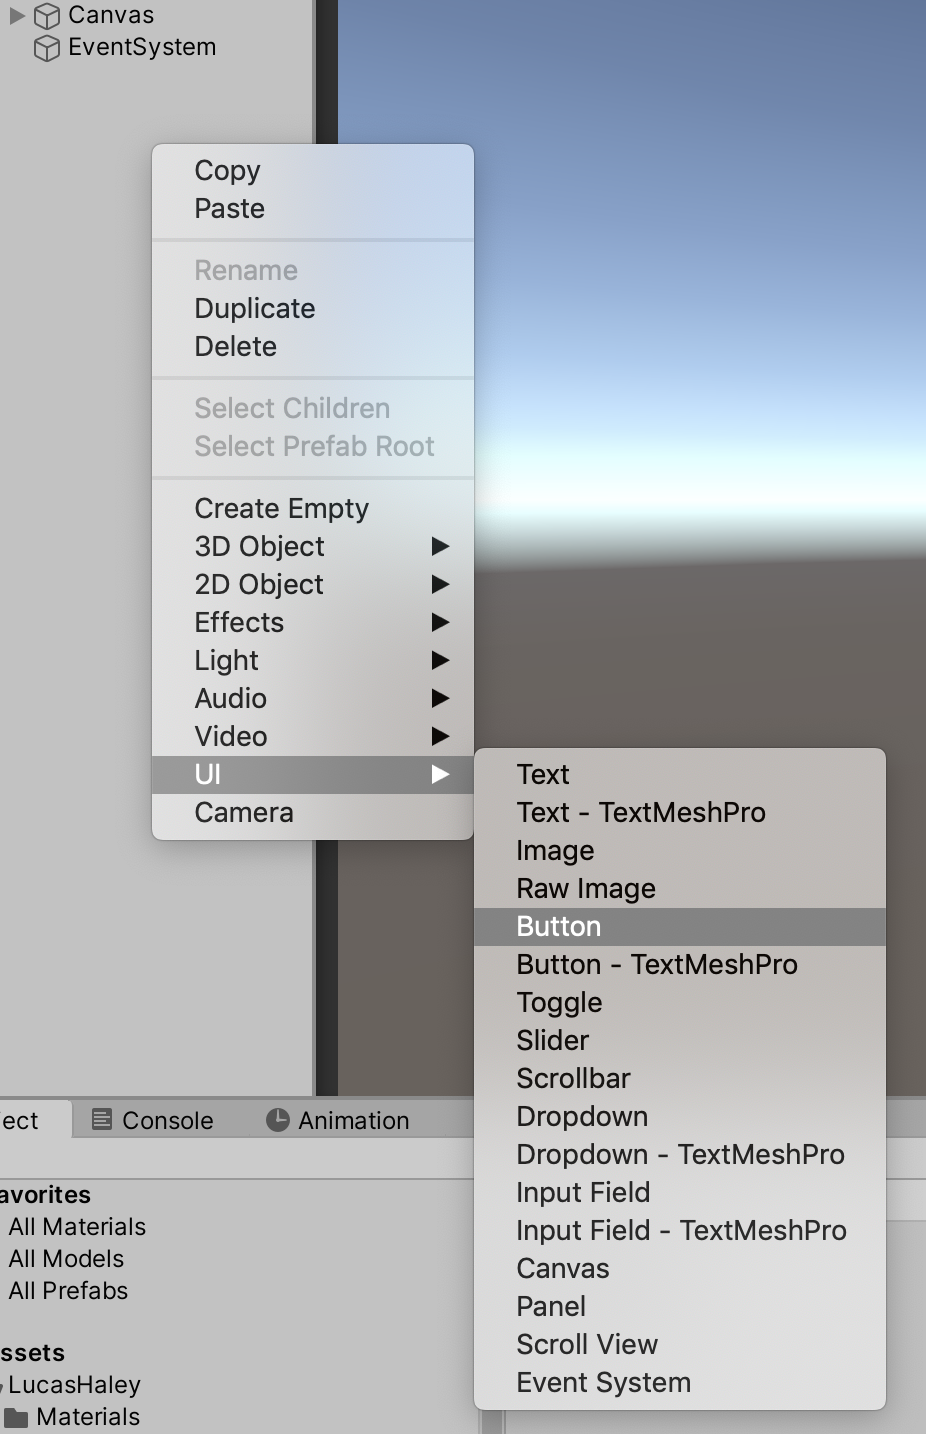 Canvas
EventSystem
Copy
Paste
Rename
Duplicate
Delete
Select Children
Select Prefab Root
Create Empty
3D Object
2D Object
Effects
Light
Audio
Video
UI
Camera
Text
Text - TextMeshPro
Image
Raw Image
Button
Button - TextMeshPro
Toggle
Slider
Scrollbar
Dropdown
Dropdown - TextMeshPro
Input Field
Input Field - TextMeshPro
Canvas
Panel
Scroll View
Event System
ect Console Animation
avorites
All Materials
All Models
All Prefabs
ssets
LucasHaley
Materials